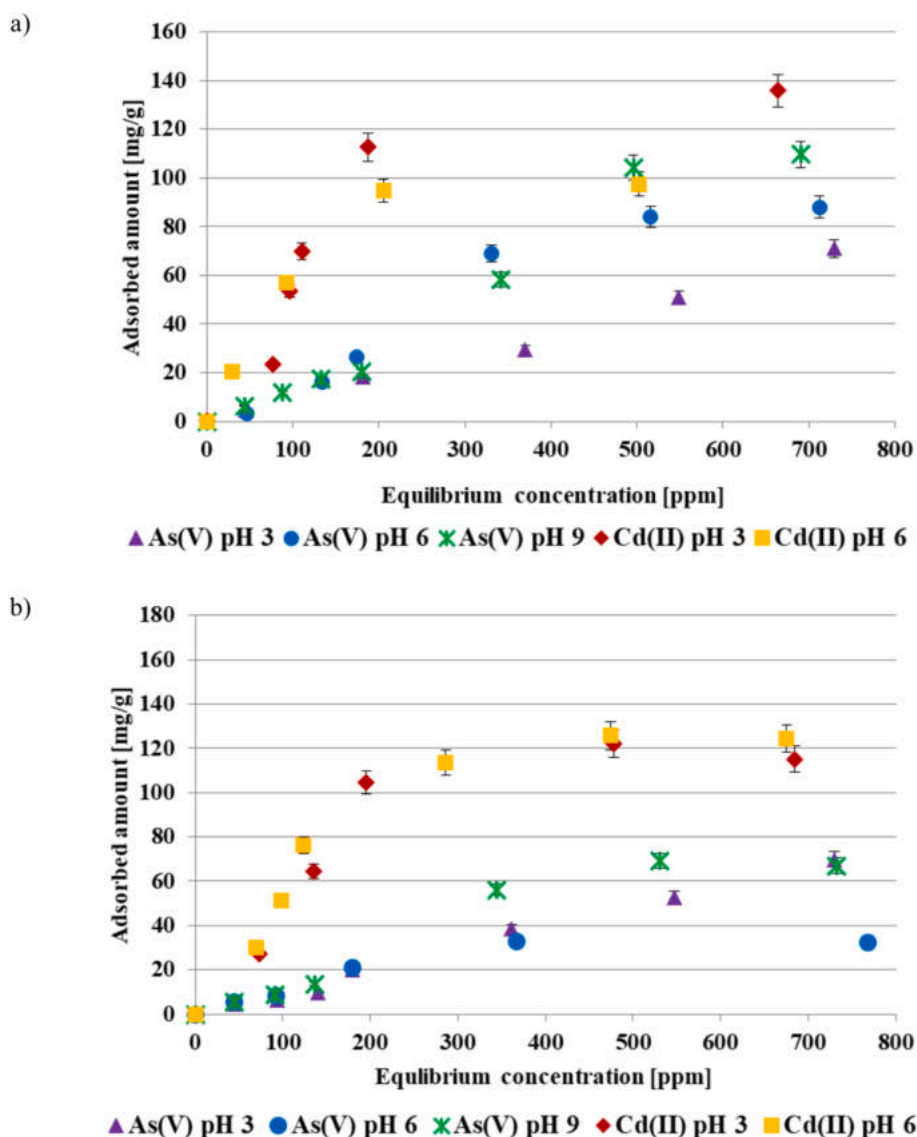 a)
160
140
120
100
80
60
40
20
0
Adsorbed amount [mg/g]
0 100 200 300 400 500 600 700 800
Equilibrium concentration [ppm]
As(V) pH 3 As(V) pH 6 As(V) pH 9 Cd(II) pH 3 Cd(II) pH 6
b)
180
160
140
120
100
80
60
40
20
0
Adsorbed amount [mg/g]
0 100 200 300 400 500 600 700 800
Equlibrium concentration [ppm]
As(V) pH 3 As(V) pH 6 As(V) pH 9 Cd(II) pH 3 Cd(II) pH 6